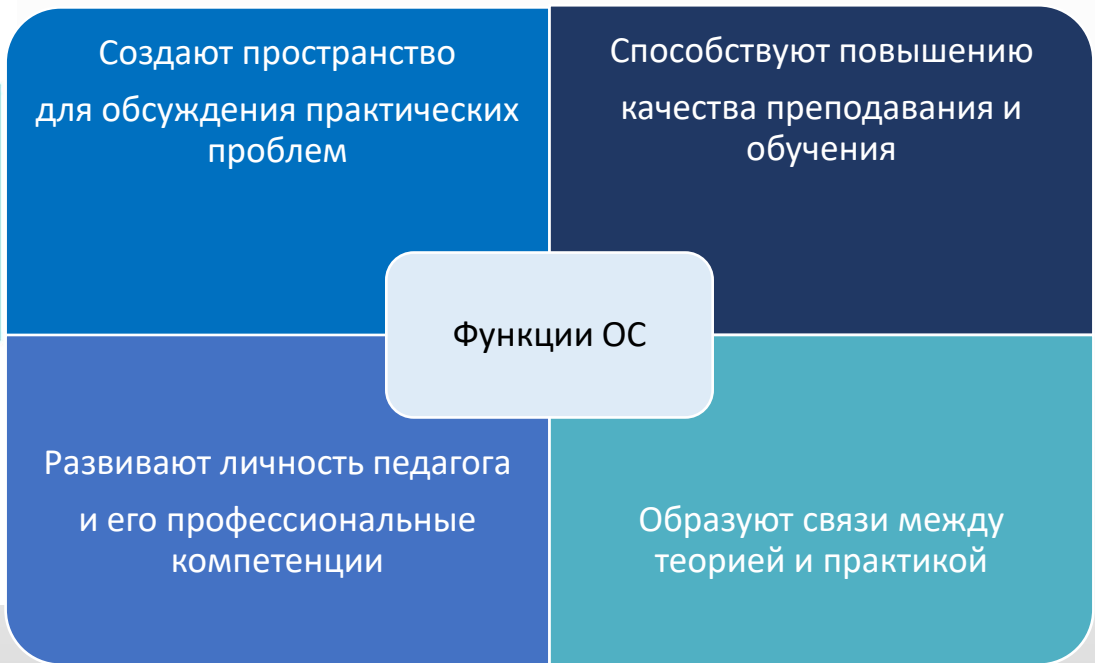 Создают пространство
для обсуждения практических
проблем
Способствуют повышению
качества преподавания и
обучения
Функции ОС
Развивают личность педагога
и его профессиональные
компетенции
Образуют связи между
теорией и практикой